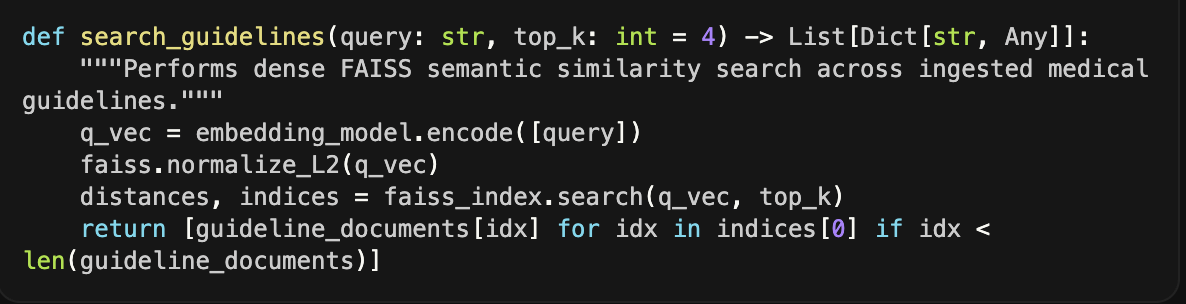 def search_guidelines(query: str, top_k: int = 4) -> List[Dict[str, Any]]:
    """Performs dense FAISS semantic similarity search across ingested medical
guidelines."""
    q_vec = embedding_model.encode([query])
    faiss.normalize_L2(q_vec)
    distances, indices = faiss_index.search(q_vec, top_k)
    return [guideline_documents[idx] for idx in indices[0] if idx <
len(guideline_documents)]